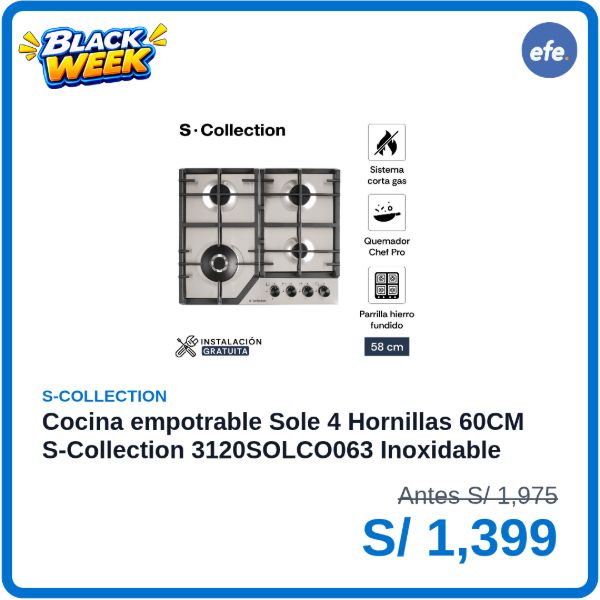 BLACK
WEEK
efe.
S·Collection
Sistema
corta gas
Quemador
Chef Pro
Parrilla hierro
fundido
58 cm
INSTALACIÓN
GRATUITA
S-COLLECTION
Cocina empotrable Sole 4 Hornillas 60CM
S-Collection 3120SOLCO063 Inoxidable
Antes S/ 1,975
S/ 1,399